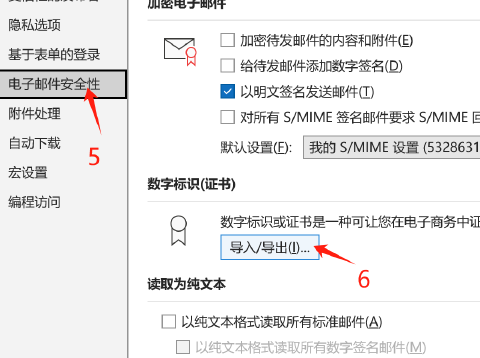 加密电子邮件
隐私选项
加密待发邮件的内容和附件(E)
基于表单的登录
给待发邮件添加数字签名(D)
电子邮件安全性
以明文签名发送邮件(T)
附件处理
对所有 S/MIME 签名邮件要求 S/MIME
自动下载
5
默认设置(F):
我的 S/MIME 设置 (5328631
宏设置
数字标识(证书)
编程访问
数字标识或证书是一种可让您在电子商务中证
导入/导出(I)...
6
读取为纯文本
以纯文本格式读取所有标准邮件(A)
以纯文本格式读取所有数字签名邮件(M)